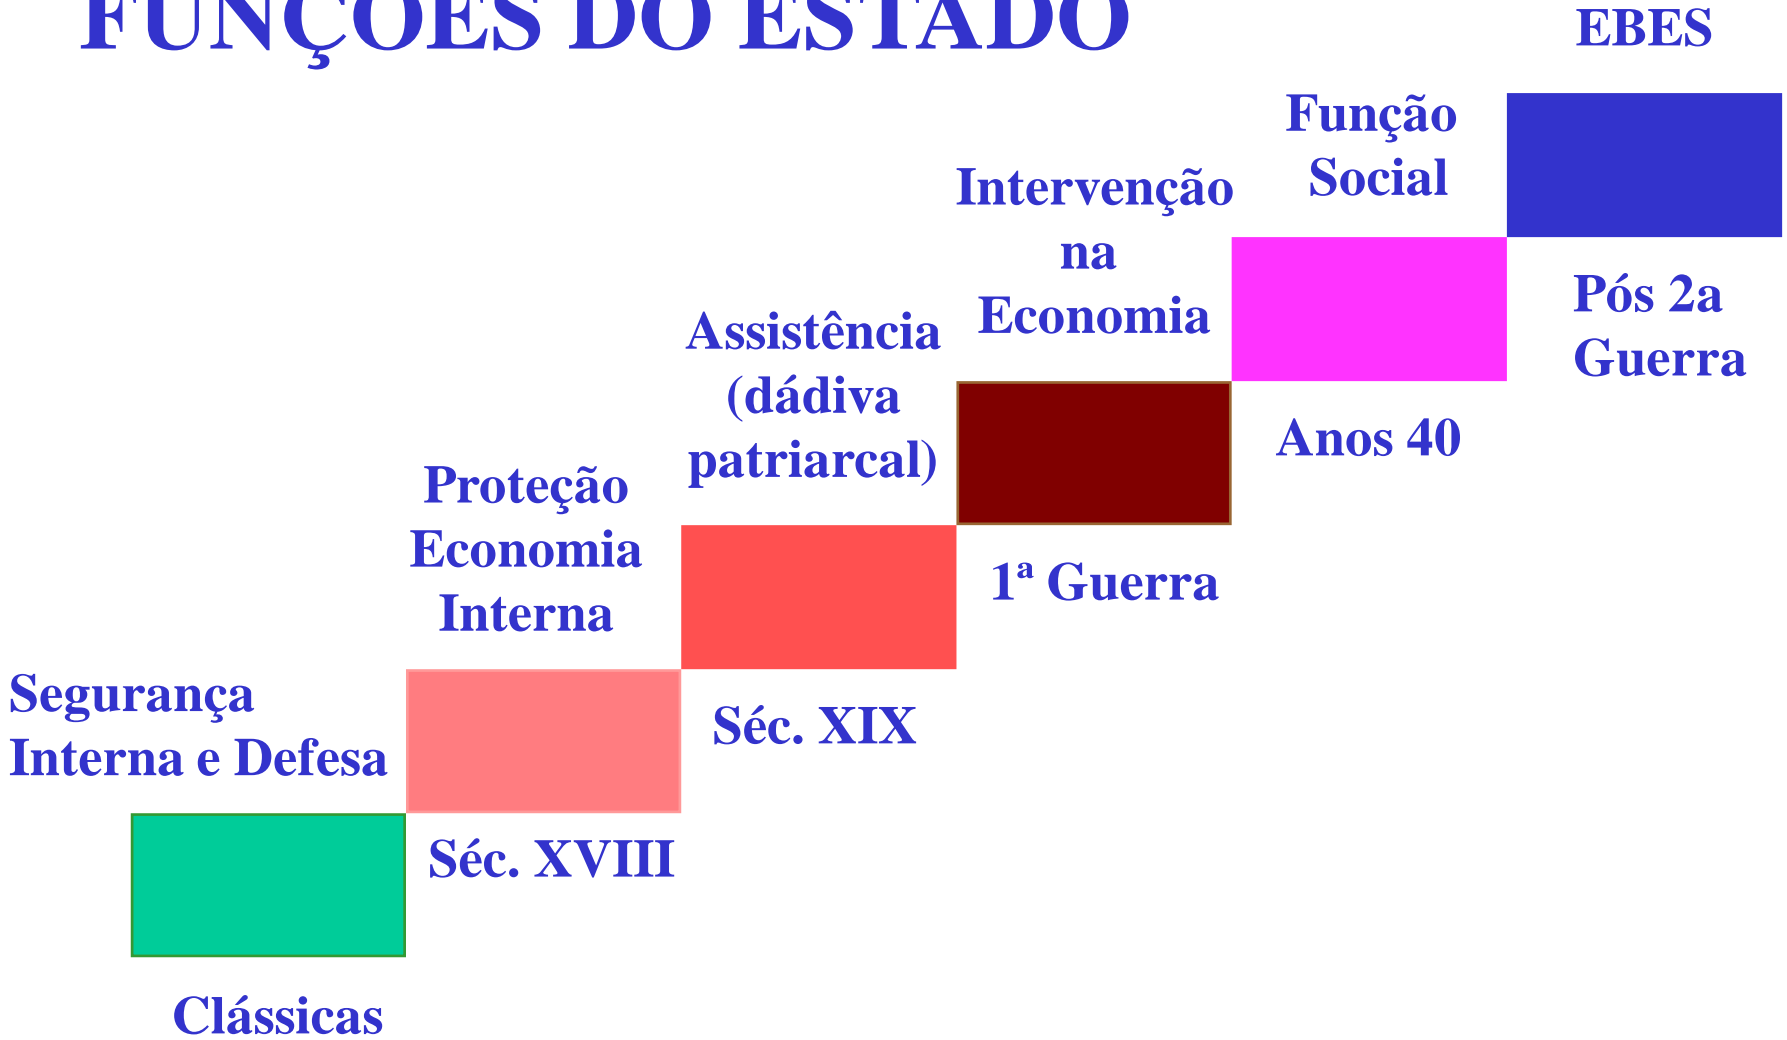 FUNÇÕES DO ESTADO
EBES
Função
Social
Intervenção
na
Economia
Pós 2a
Guerra
Assistência
(dádiva
patriarcal)
Anos 40
Proteção
Economia
Interna
1ª Guerra
Segurança
Interna e Defesa
Séc. XIX
Séc. XVIII
Clássicas